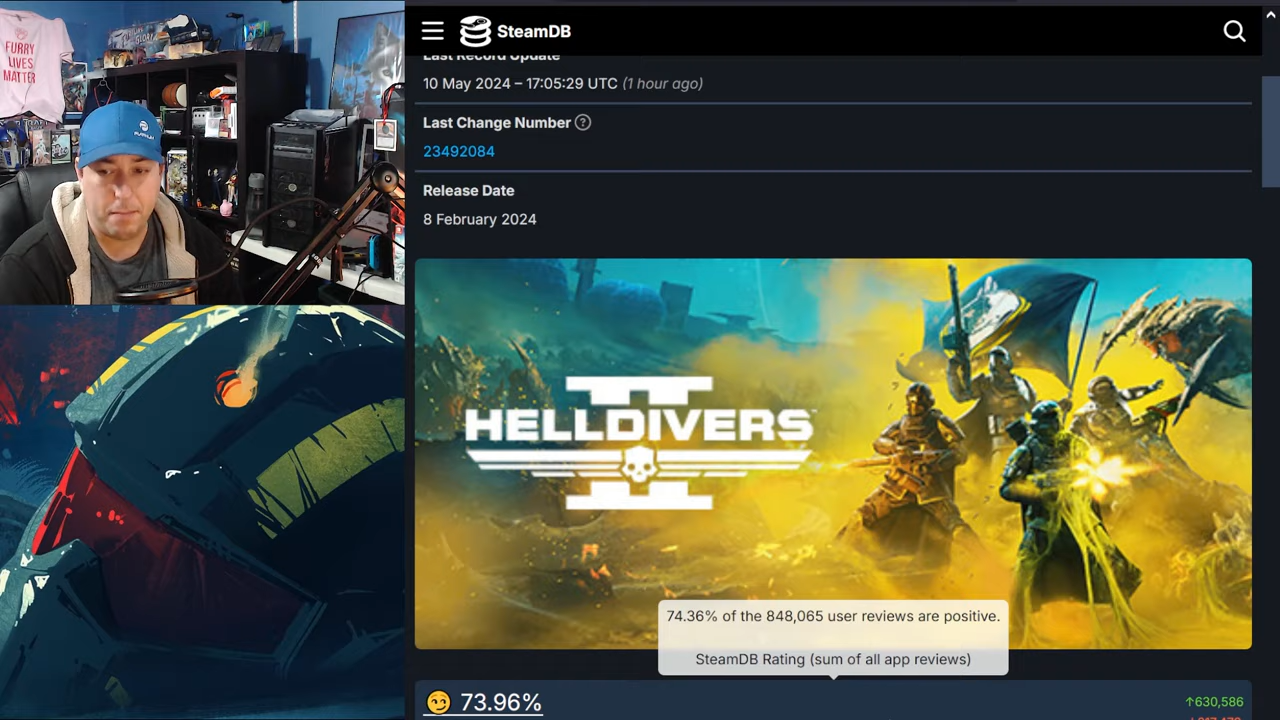 FURRY
LIVES
MATTER
SteamDB
Last Record Update
10 May 2024 – 17:05:29 UTC (1 hour ago)
Last Change Number ?
23492084
Release Date
8 February 2024
HELLDIVERS
II
74.36% of the 848,065 user reviews are positive.
SteamDB Rating (sum of all app reviews)
73.96%
↑630,586